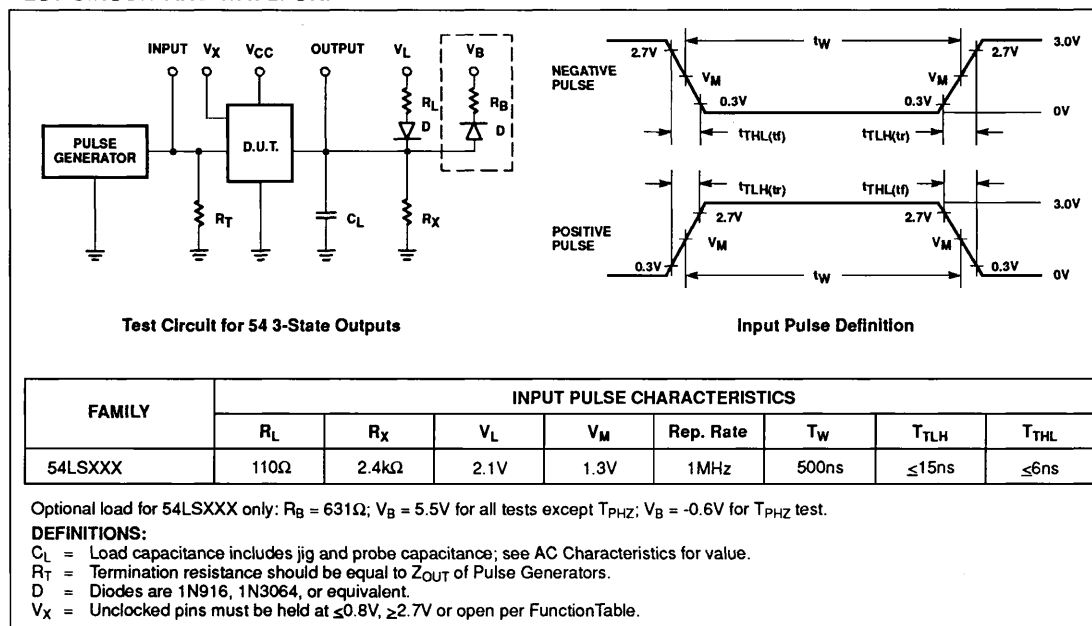 INPUT VX VCC OUTPUT VL VB
RL RB
D D
PULSE GENERATOR
D.U.T.
RT CL RX
Test Circuit for 54 3-State Outputs
tW
2.7V 3.0V
NEGATIVE PULSE
VM VM
0.3V 0.3V 0V
tTHL(tf) tTLH(tr)
tTLH(tr) tTHL(tf)
3.0V
2.7V 2.7V
POSITIVE PULSE
VM VM
0.3V 0.3V 0V
tW
Input Pulse Definition
FAMILY INPUT PULSE CHARACTERISTICS
RL RX VL VM Rep. Rate TW TTLH TTHL
54LSXXX 110Ω 2.4kΩ 2.1V 1.3V 1MHz 500ns ≤15ns ≤6ns
Optional load for 54LSXXX only: RB = 631Ω; VB = 5.5V for all tests except TPHZ; VB = -0.6V for TPHZ test.
DEFINITIONS:
CL = Load capacitance includes jig and probe capacitance; see AC Characteristics for value.
RT = Termination resistance should be equal to ZOUT of Pulse Generators.
D = Diodes are 1N916, 1N3064, or equivalent.
VX = Unclocked pins must be held at ≤0.8V, ≥2.7V or open per FunctionTable.